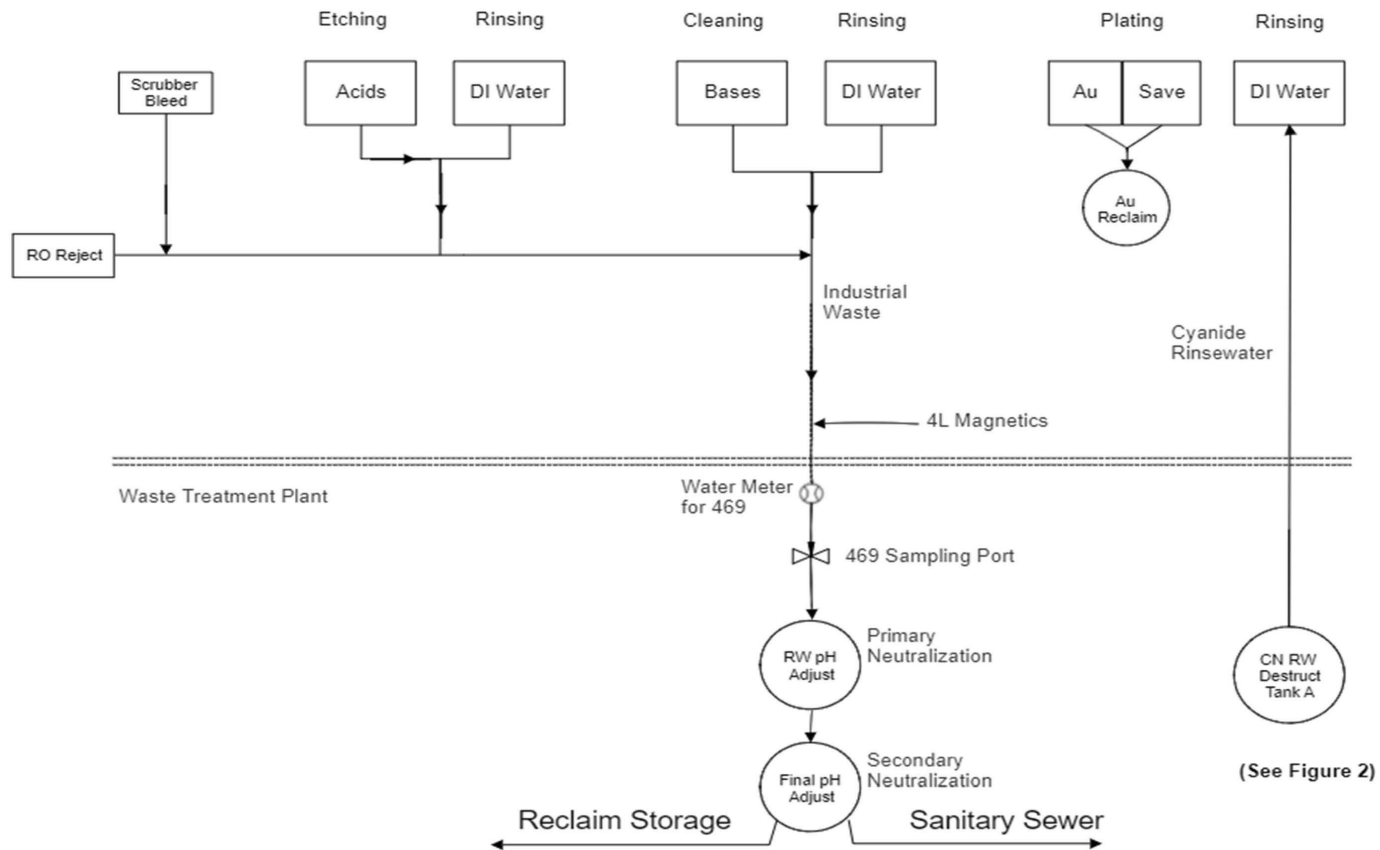 Etching
Rinsing
Cleaning
Rinsing
Plating
Rinsing
Scrubber
Bleed
Acids
DI Water
Bases
DI Water
Au
Save
DI Water
Au
Reclaim
RO Reject
Industrial
Waste
Cyanide
Rinsewater
4L Magnetics
Waste Treatment Plant
Water Meter
for 469
469 Sampling Port
RW pH
Adjust
Primary
Neutralization
CN RW
Destruct
Tank A
Final pH
Adjust
Secondary
Neutralization
(See Figure 2)
Reclaim Storage
Sanitary Sewer